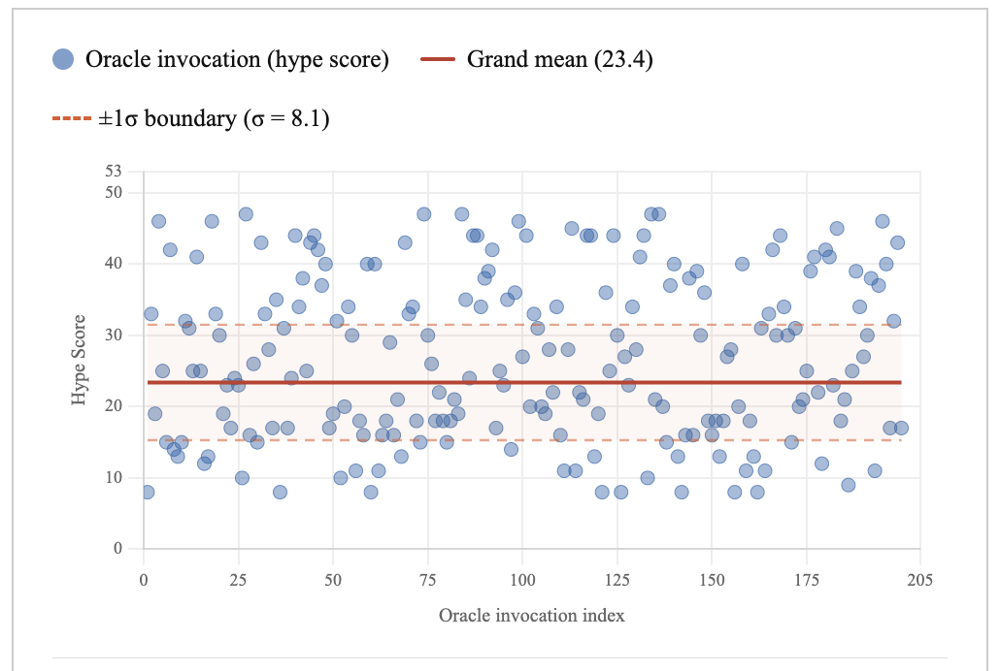 Oracle invocation (hype score) Grand mean (23.4)
±1σ boundary (σ = 8.1)
53
50
40
30
20
10
0
Hype Score
0 25 50 75 100 125 150 175 205
Oracle invocation index